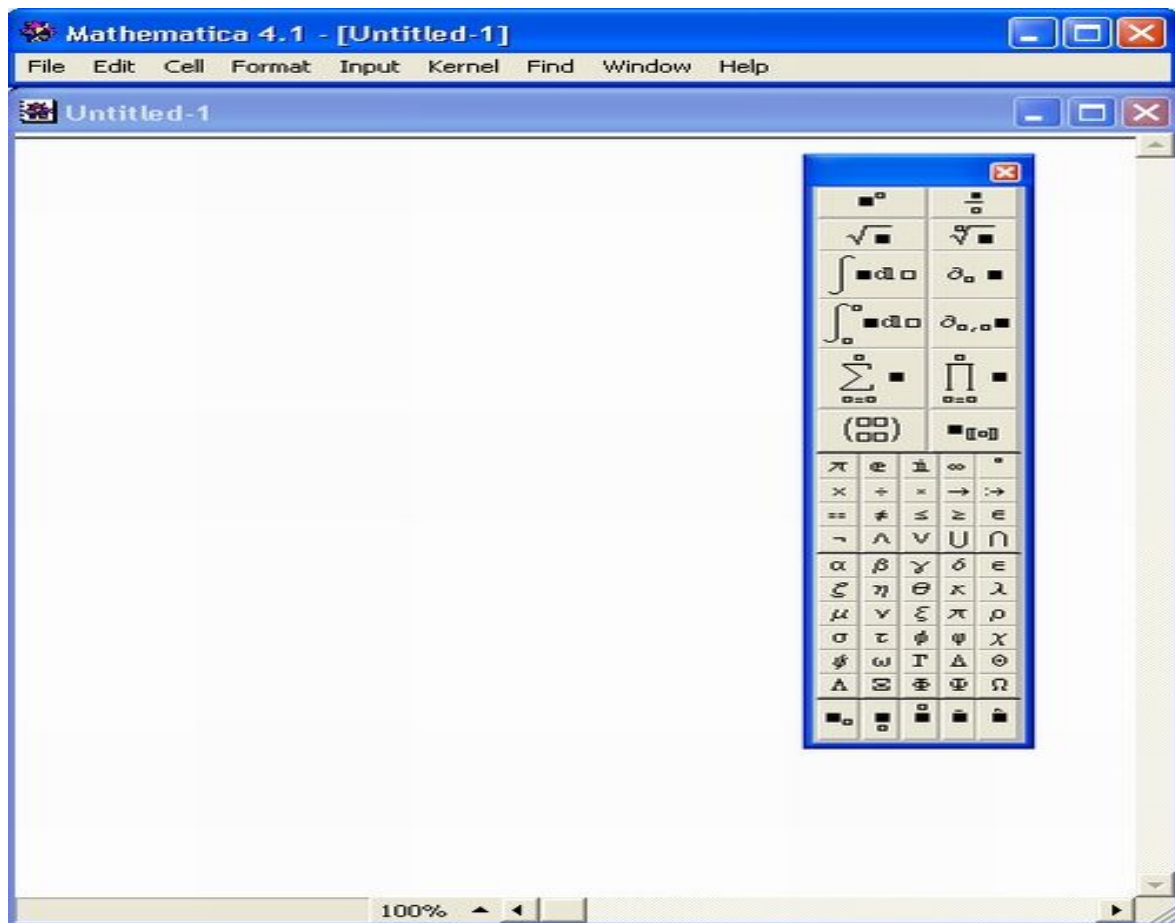 Mathematica 4.1 - [Untitled-1]
File Edit Cell Format Input Kernel Find Window Help
Untitled-1
■□ ■/□
√■ □√■
∫■ⅆ□ ∂□ ■
∫□□■ⅆ□ ∂□,□■
∑□□=□ ■ ∏□□=□ ■
(□□□□) ■〚□〛
π ⅇ ⅈ ∞ °
× ÷ × → :→
== ≠ ≤ ≥ ∈
¬ ∧ ∨ ∪ ∩
α β γ δ ϵ
ζ η θ κ λ
μ ν ξ π ρ
σ τ ϕ φ χ
ψ ω Γ Δ Θ
Λ Ξ Φ Ψ Ω
100%